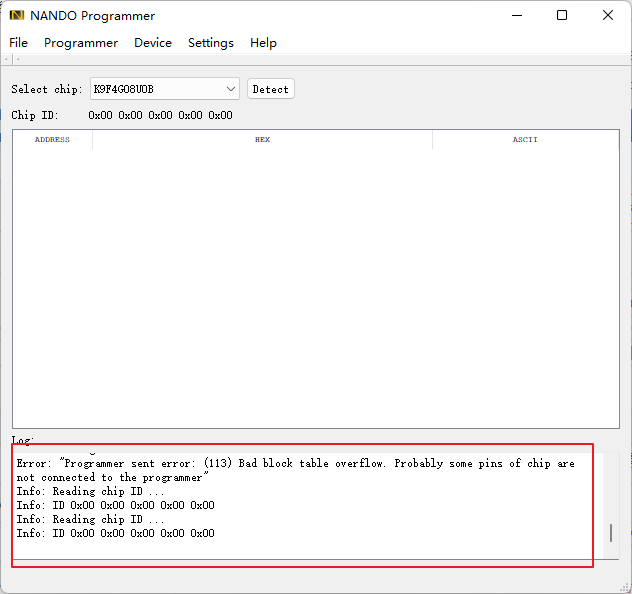 NANDO Programmer
File Programmer Device Settings Help
Select chip: K9F4G08U0B Detect
Chip ID: 0x00 0x00 0x00 0x00 0x00
ADDRESS HEX ASCII
Log:
Error: "Programmer sent error: (113) Bad block table overflow. Probably some pins of chip are
not connected to the programmer"
Info: Reading chip ID ...
Info: ID 0x00 0x00 0x00 0x00 0x00
Info: Reading chip ID ...
Info: ID 0x00 0x00 0x00 0x00 0x00